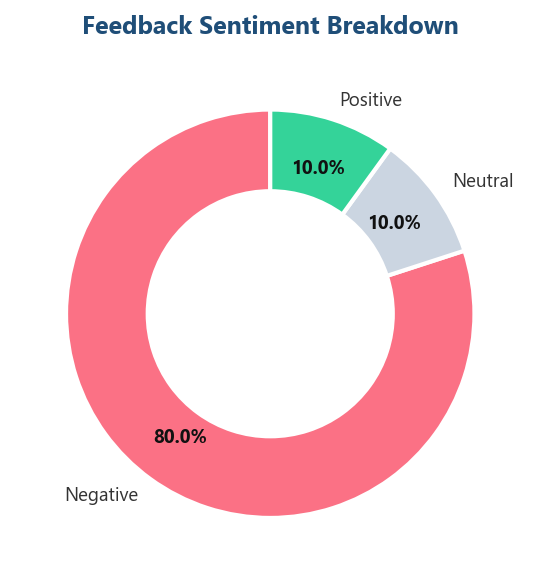 Feedback Sentiment Breakdown
Positive
10.0%
Neutral
10.0%
80.0%
Negative